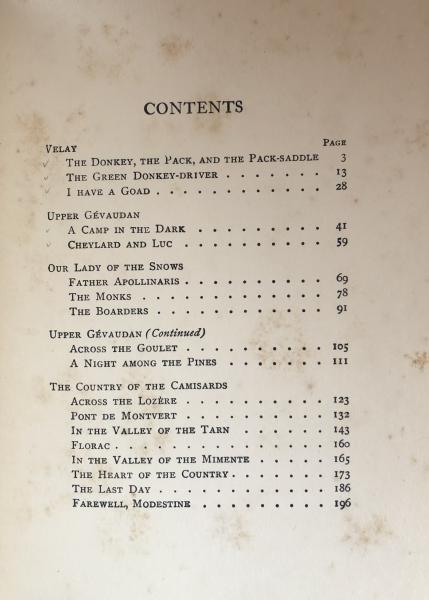 CONTENTS
PAGE
VELAY
THE DONKEY, THE PACK, AND THE PACK-SADDLE 3
THE GREEN DONKEY-DRIVER . . . . . . . 13
I HAVE A GOAD . . . . . . . . . . . . 28
UPPER GÉVAUDAN
A CAMP IN THE DARK . . . . . . . . . 41
CHEYLARD AND LUC . . . . . . . . . . 59
OUR LADY OF THE SNOWS
FATHER APOLLINARIS . . . . . . . . . . 69
THE MONKS . . . . . . . . . . . . . 78
THE BOARDERS . . . . . . . . . . . . 91
UPPER GÉVAUDAN (Continued)
ACROSS THE GOULET . . . . . . . . . . 105
A NIGHT AMONG THE PINES . . . . . . . 111
THE COUNTRY OF THE CAMISARDS
ACROSS THE LOZÈRE . . . . . . . . . . 123
PONT DE MONTVERT . . . . . . . . . . 132
IN THE VALLEY OF THE TARN . . . . . . 143
FLORAC . . . . . . . . . . . . . . . 160
IN THE VALLEY OF THE MIMENTE . . . . . 165
THE HEART OF THE COUNTRY . . . . . . . 173
THE LAST DAY . . . . . . . . . . . . 186
FAREWELL, MODESTINE . . . . . . . . . 196